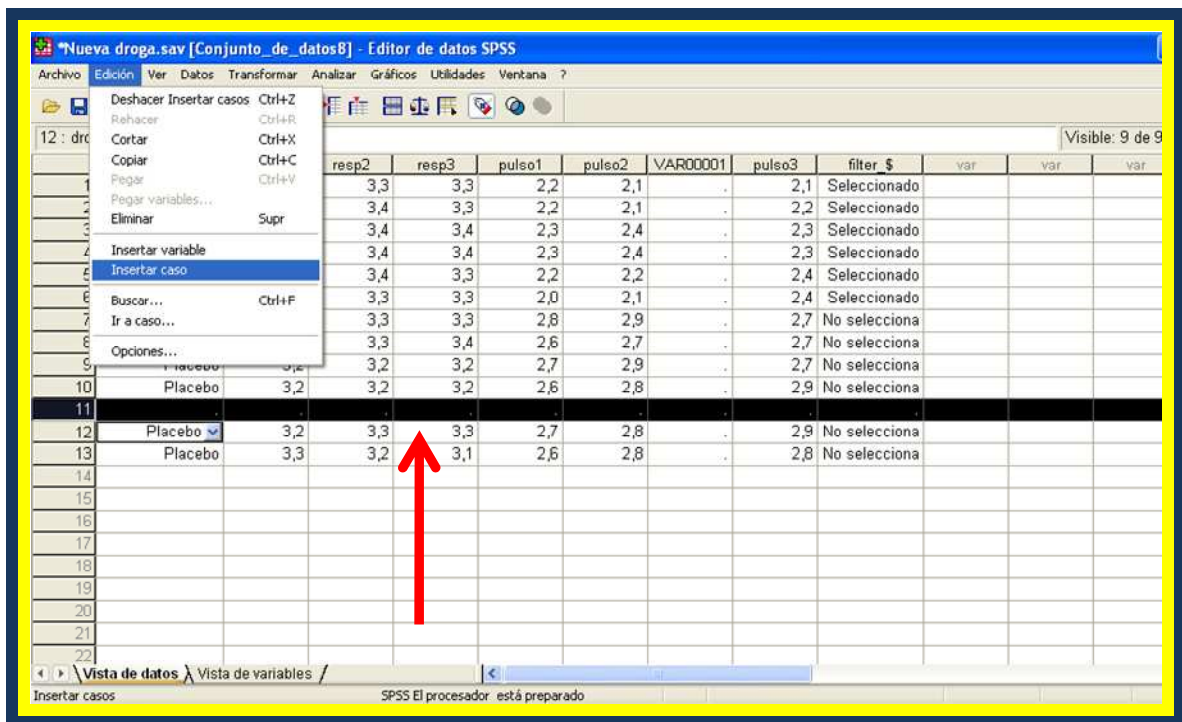 *Nueva droga.sav [Conjunto_de_datos8] - Editor de datos SPSS
Archivo Edición Ver Datos Transformar Analizar Gráficos Utilidades Ventana ?
Deshacer Insertar casos Ctrl+Z
Rehacer Ctrl+R
Cortar Ctrl+X
Copiar Ctrl+C
Pegar Ctrl+V
Pegar variables...
Eliminar Supr
Insertar variable
Insertar caso
Buscar... Ctrl+F
Ir a caso...
Opciones...
12 : dro Visible: 9 de 9
resp2 resp3 pulso1 pulso2 VAR00001 pulso3 filter_$ var var var
1 3,3 3,3 2,2 2,1 . 2,1 Seleccionado
2 3,4 3,3 2,2 2,1 . 2,2 Seleccionado
3 3,4 3,4 2,3 2,4 . 2,3 Seleccionado
4 3,4 3,4 2,3 2,4 . 2,3 Seleccionado
5 3,4 3,3 2,2 2,2 . 2,4 Seleccionado
6 3,3 3,3 2,0 2,1 . 2,4 Seleccionado
7 3,3 3,3 2,8 2,9 . 2,7 No selecciona
8 3,3 3,4 2,6 2,7 . 2,7 No selecciona
9 Placebo 3,2 3,2 3,2 2,7 2,9 . 2,7 No selecciona
10 Placebo 3,2 3,2 3,2 2,6 2,8 . 2,9 No selecciona
11 . . . . . . . . .
12 Placebo 3,2 3,3 3,3 2,7 2,8 . 2,9 No selecciona
13 Placebo 3,3 3,2 3,1 2,6 2,8 . 2,8 No selecciona
14
15
16
17
18
19
20
21
22
Vista de datos Vista de variables
Insertar casos SPSS El procesador está preparado